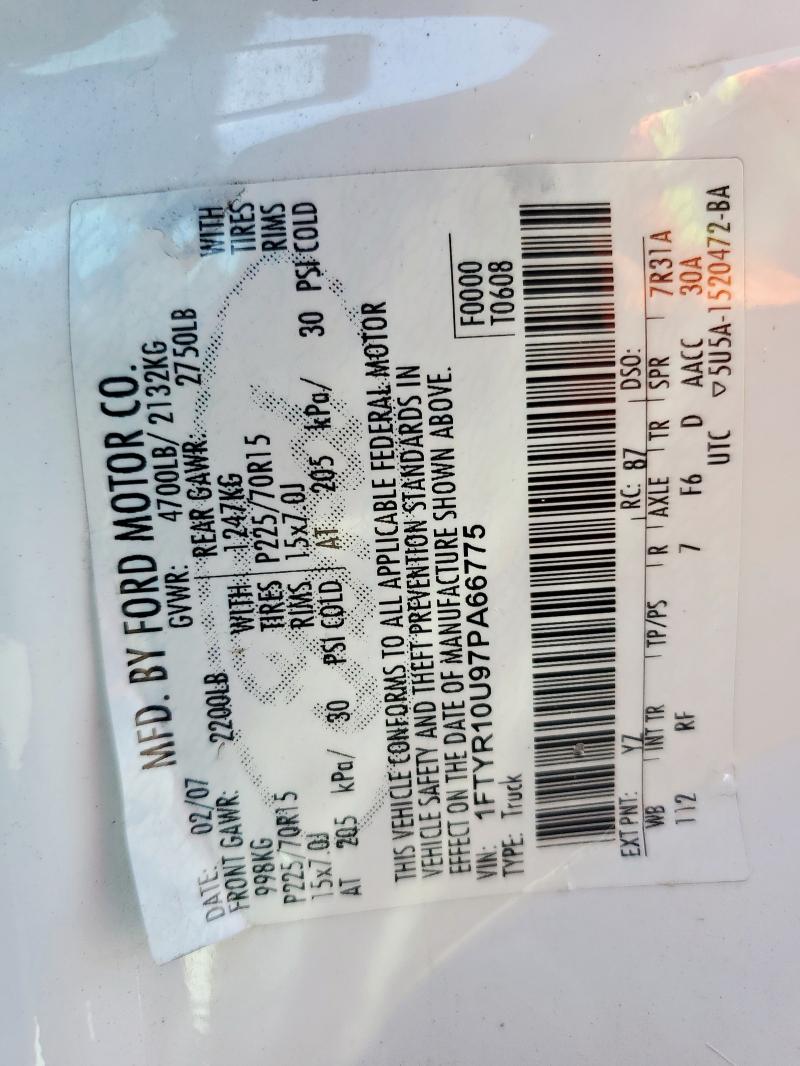 MFD. BY FORD MOTOR CO.
DATE: 02/07 GVWR: 4700LB/ 2132KG
FRONT GAWR: 2200LB REAR GAWR: 2750LB
998KG WITH 1247KG WITH
P225/70R15 TIRES P225/70R15 TIRES
15x7.0J RIMS 15x7.0J RIMS
AT 205 kPa/ 30 PSI COLD AT 205 kPa/ 30 PSI COLD
THIS VEHICLE CONFORMS TO ALL APPLICABLE FEDERAL MOTOR
VEHICLE SAFETY AND THEFT PREVENTION STANDARDS IN
EFFECT ON THE DATE OF MANUFACTURE SHOWN ABOVE.
VIN: 1FTYR10U97PA66775 F0000
TYPE: Truck T0608
EXT PNT: YZ RC: 87 DSO:
WB INT TR TP/PS R AXLE TR SPR 7R31A
112 RF 7 F6 D AACC 30A
UTC ▽5U5A-1520472-BA